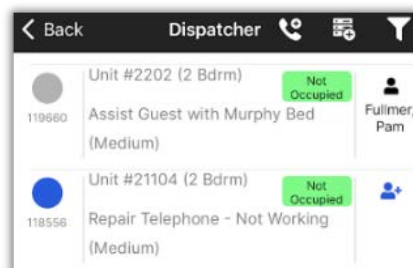 Back Dispatcher
Unit #2202 (2 Bdrm)
Not
Occupied
119660
Assist Guest with Murphy Bed
(Medium)
Fullmer,
Pam
Unit #21104 (2 Bdrm)
Not
Occupied
118556
Repair Telephone - Not Working
(Medium)